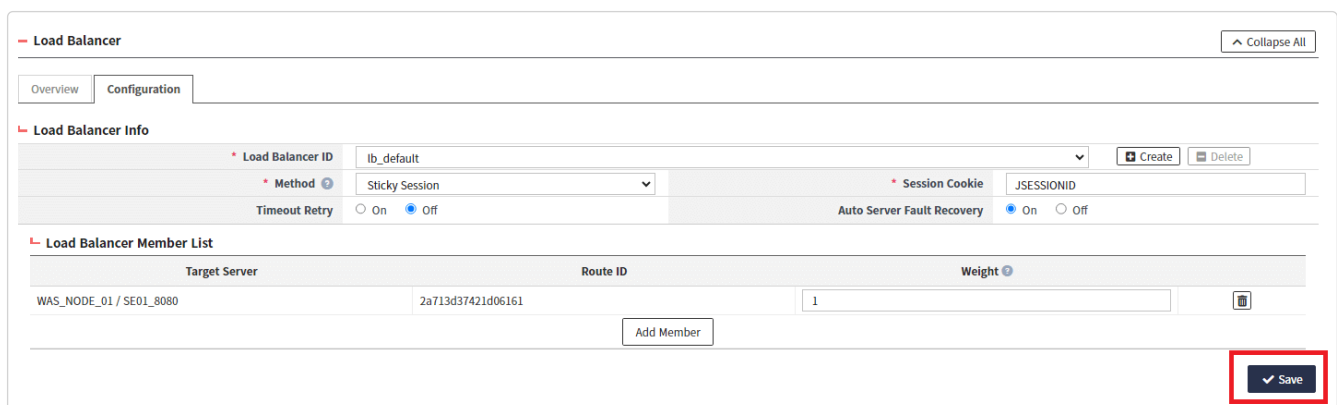 Load Balancer
Collapse All
Overview Configuration
Load Balancer Info
* Load Balancer ID lb_default Create Delete
* Method Sticky Session * Session Cookie JSESSIONID
Timeout Retry On Off Auto Server Fault Recovery On Off
Load Balancer Member List
Target Server Route ID Weight
WAS_NODE_01 / SE01_8080 2a713d37421d06161 1
Add Member
Save